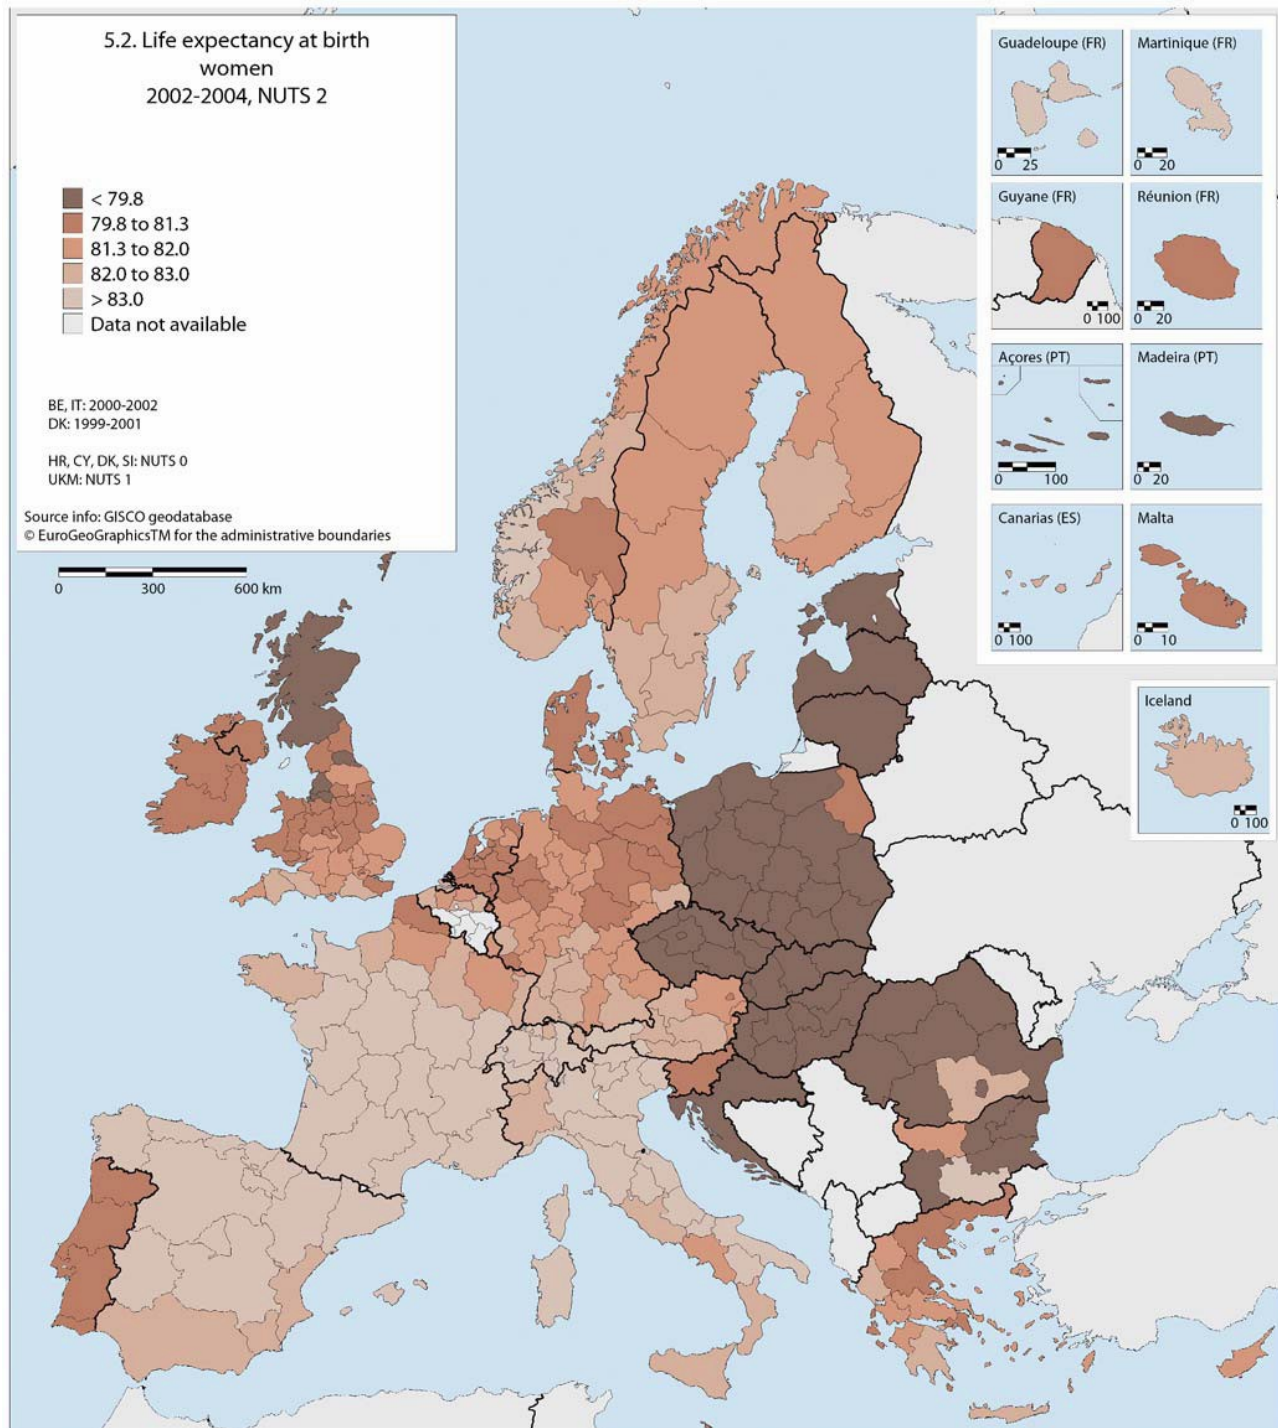 5.2. Life expectancy at birth
women
2002-2004, NUTS 2
< 79.8
79.8 to 81.3
81.3 to 82.0
82.0 to 83.0
> 83.0
Data not available
BE, IT: 2000-2002
DK: 1999-2001
HR, CY, DK, SI: NUTS 0
UKM: NUTS 1
Source info: GISCO geodatabase
© EuroGeoGraphicsTM for the administrative boundaries
0 300 600 km
Guadeloupe (FR)
0 25
Martinique (FR)
0 20
Guyane (FR)
0 100
Réunion (FR)
0 20
Açores (PT)
0 100
Madeira (PT)
0 20
Canarias (ES)
0 100
Malta
0 10
Iceland
0 100